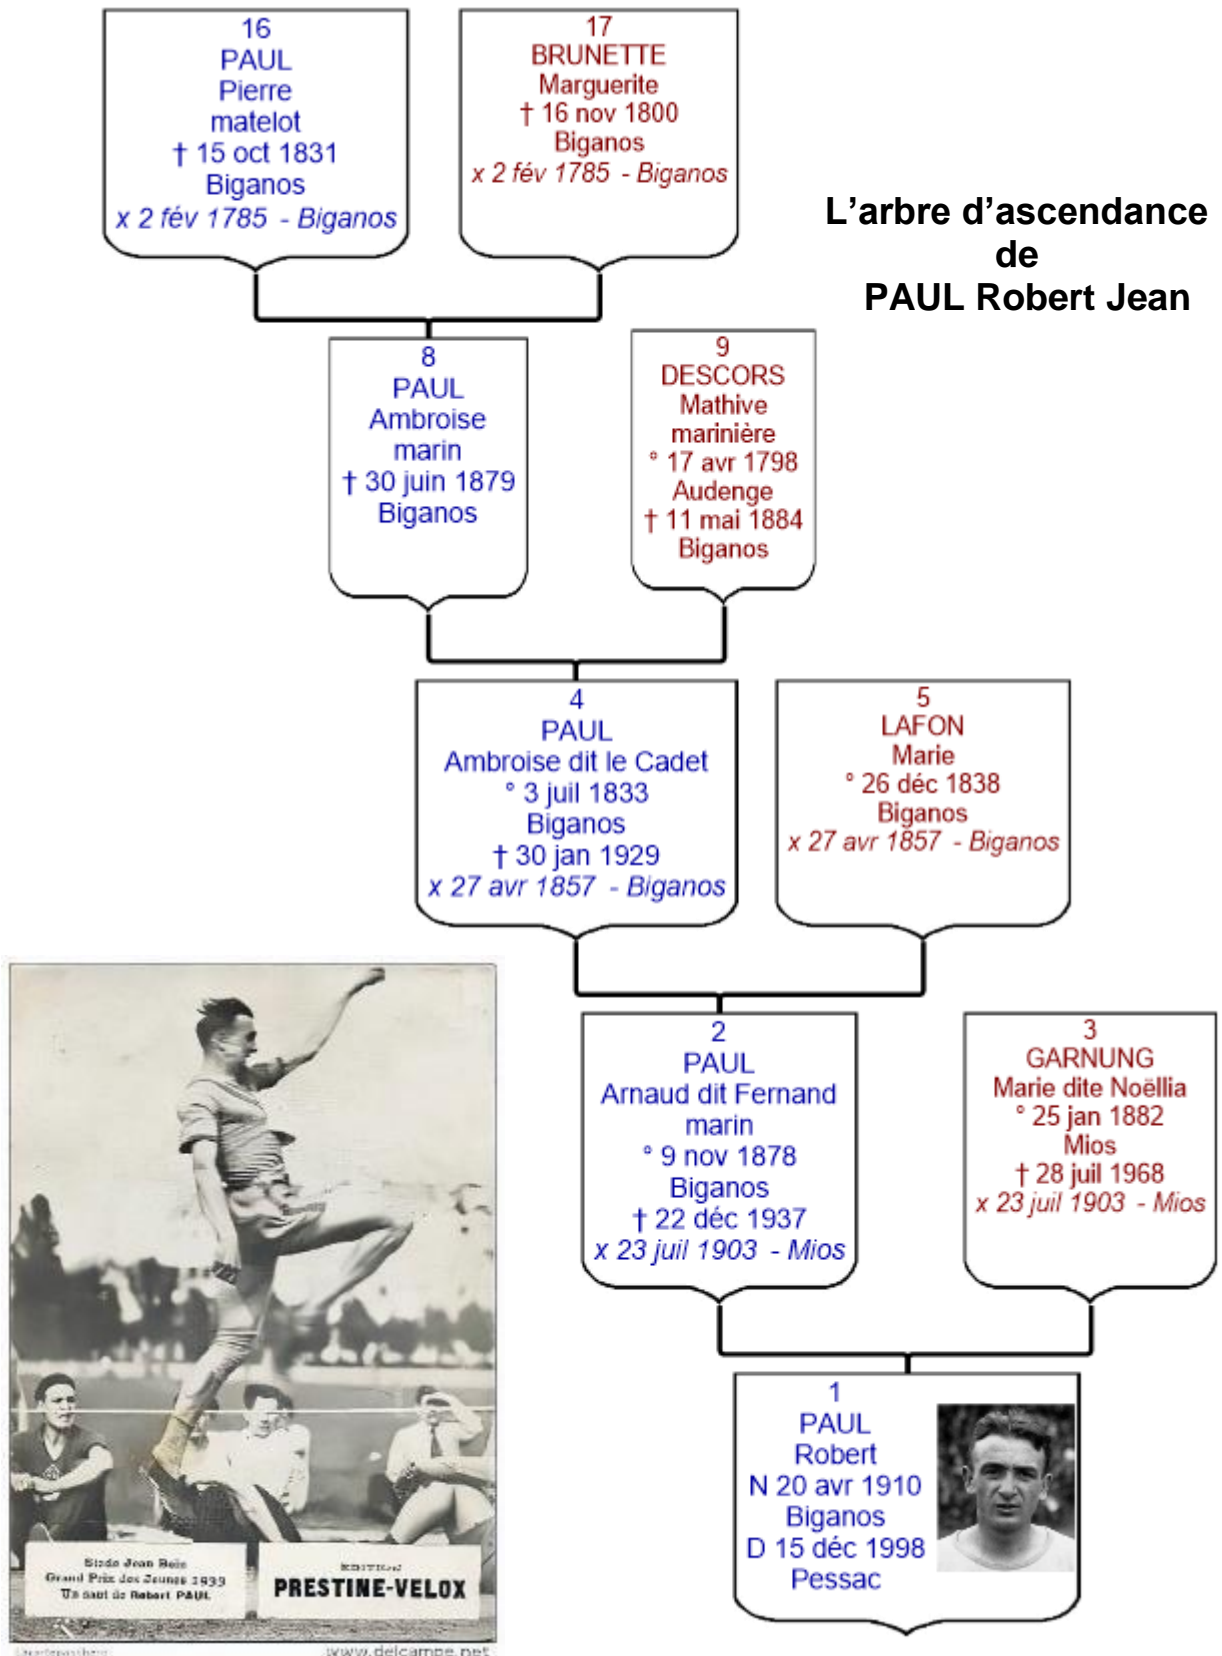 16
PAUL
Pierre
matelot
† 15 oct 1831
Biganos
x 2 fév 1785 - Biganos
17
BRUNETTE
Marguerite
† 16 nov 1800
Biganos
x 2 fév 1785 - Biganos
L’arbre d’ascendance
de
PAUL Robert Jean
8
PAUL
Ambroise
marin
† 30 juin 1879
Biganos
9
DESCORS
Mathive
marinière
° 17 avr 1798
Audenge
† 11 mai 1884
Biganos
4
PAUL
Ambroise dit le Cadet
° 3 juil 1833
Biganos
† 30 jan 1929
x 27 avr 1857 - Biganos
5
LAFON
Marie
° 26 déc 1838
Biganos
x 27 avr 1857 - Biganos
2
PAUL
Arnaud dit Fernand
marin
° 9 nov 1878
Biganos
† 22 déc 1937
x 23 juil 1903 - Mios
3
GARNUNG
Marie dite Noëllia
° 25 jan 1882
Mios
† 28 juil 1968
x 23 juil 1903 - Mios
1
PAUL
Robert
N 20 avr 1910
Biganos
D 15 déc 1998
Pessac
Stade Jean Bouin
Grand Prix des Jeunes 1933
Un saut de Robert PAUL
EDITION
PRESTINE-VELOX
www.delcampe.net